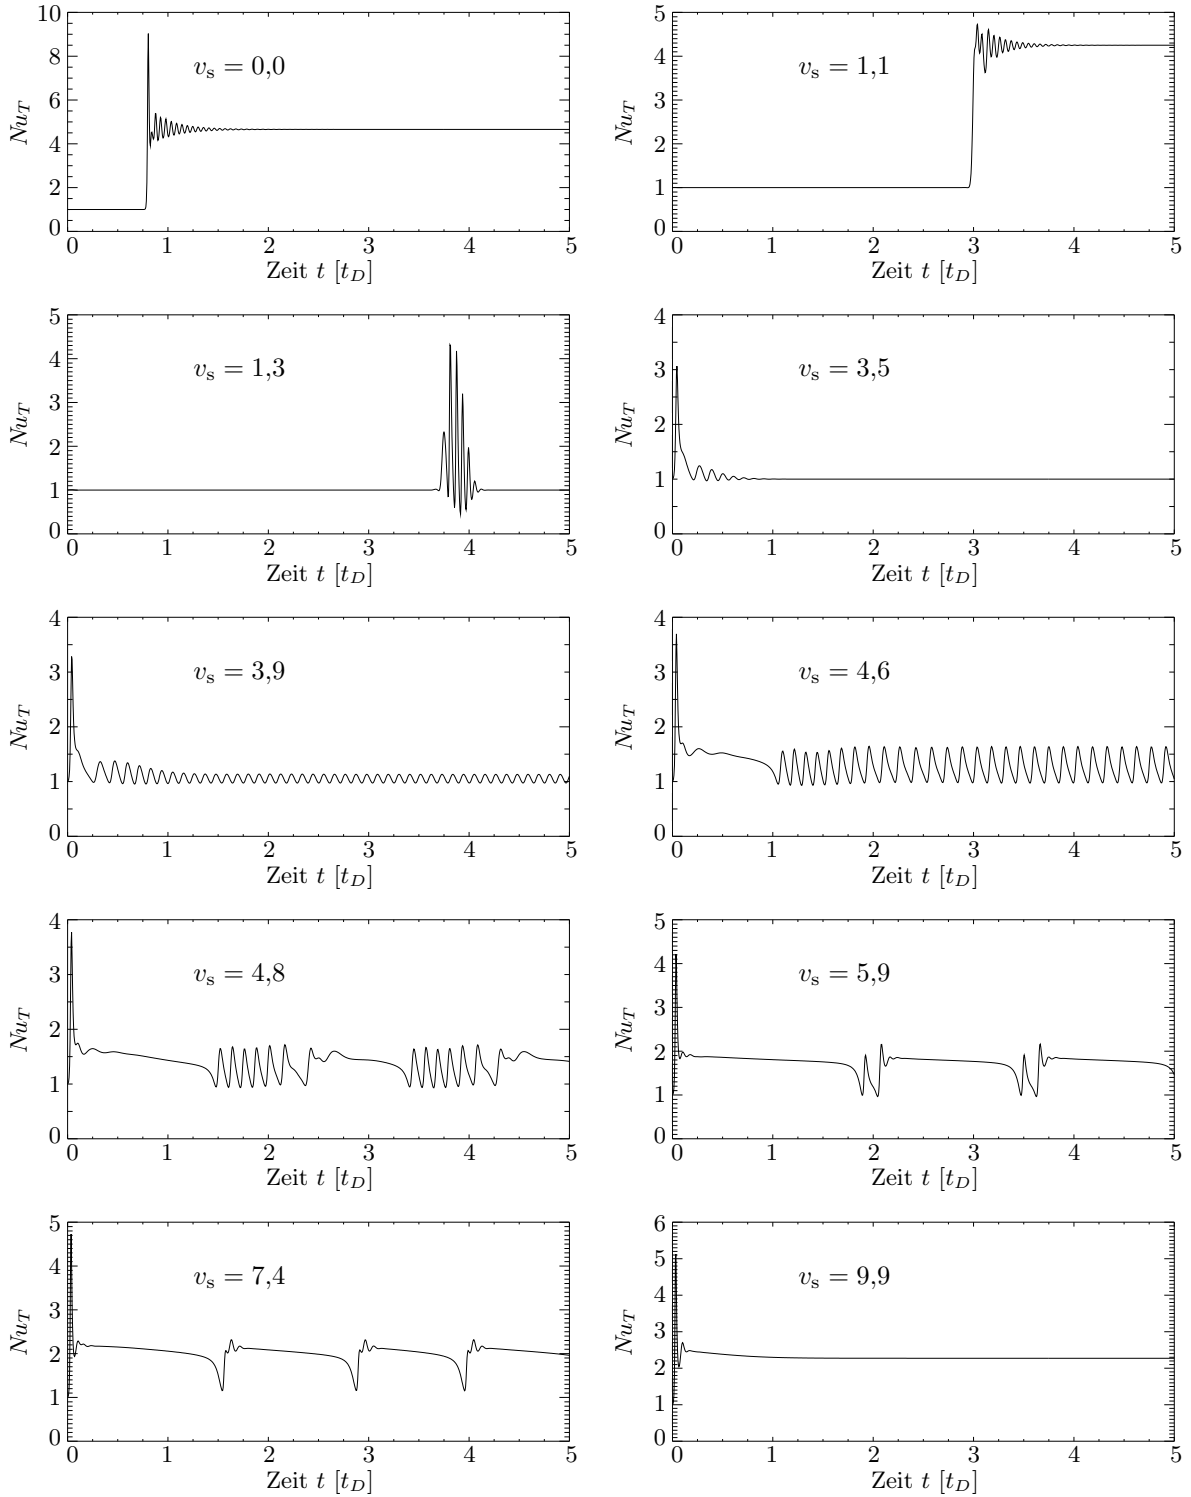 10
8
6
4
2
0
Nu_T
v_s = 0,0
0 1 2 3 4 5
Zeit t [t_D]
5
4
3
2
1
0
Nu_T
v_s = 1,1
0 1 2 3 4 5
Zeit t [t_D]
5
4
3
2
1
0
Nu_T
v_s = 1,3
0 1 2 3 4 5
Zeit t [t_D]
4
3
2
1
0
Nu_T
v_s = 3,5
0 1 2 3 4 5
Zeit t [t_D]
4
3
2
1
0
Nu_T
v_s = 3,9
0 1 2 3 4 5
Zeit t [t_D]
4
3
2
1
0
Nu_T
v_s = 4,6
0 1 2 3 4 5
Zeit t [t_D]
4
3
2
1
0
Nu_T
v_s = 4,8
0 1 2 3 4 5
Zeit t [t_D]
5
4
3
2
1
0
Nu_T
v_s = 5,9
0 1 2 3 4 5
Zeit t [t_D]
5
4
3
2
1
0
Nu_T
v_s = 7,4
0 1 2 3 4 5
Zeit t [t_D]
6
5
4
3
2
1
0
Nu_T
v_s = 9,9
0 1 2 3 4 5
Zeit t [t_D]